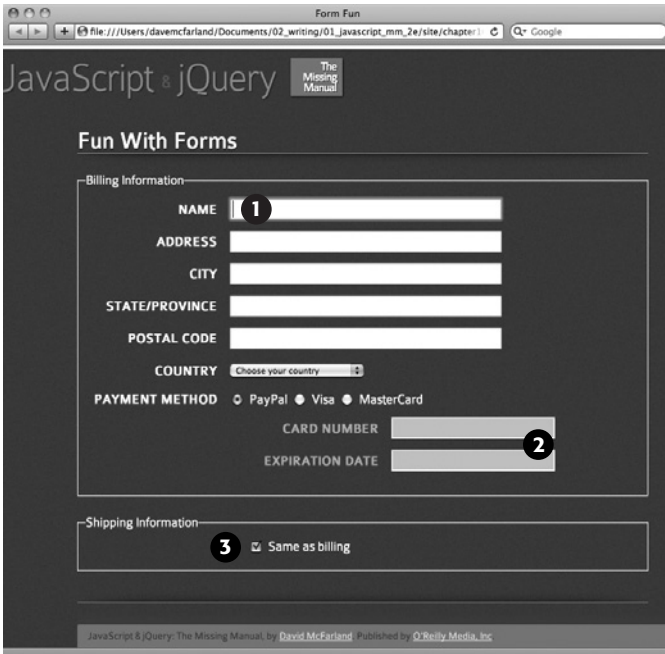 Form Fun
file:///Users/davemcfarland/Documents/02_writing/01_javascript_mm_2e/site/chapter1
Google
JavaScript & jQuery
The
Missing
Manual
Fun With Forms
Billing Information
NAME 1
ADDRESS
CITY
STATE/PROVINCE
POSTAL CODE
COUNTRY Choose your country
PAYMENT METHOD PayPal Visa MasterCard
CARD NUMBER
2
EXPIRATION DATE
Shipping Information
3 Same as billing
JavaScript & jQuery: The Missing Manual, by David McFarland. Published by O'Reilly Media, Inc